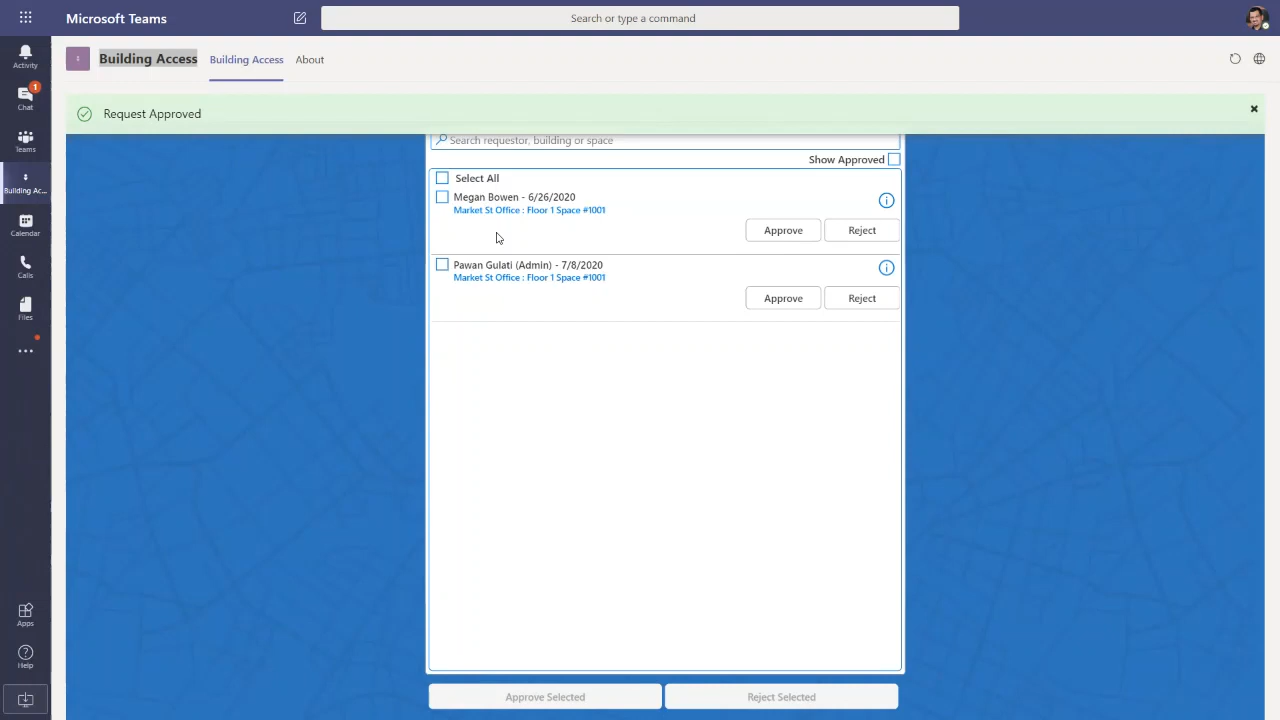 Microsoft Teams
Search or type a command
Activity
Building Access
Building Access
About
1
Chat
Request Approved
Teams
Search requestor, building or space
Show Approved
Building Ac...
Select All
Megan Bowen - 6/26/2020
Market St Office : Floor 1 Space #1001
Approve
Reject
Calendar
Pawan Gulati (Admin) - 7/8/2020
Market St Office : Floor 1 Space #1001
Approve
Reject
Calls
Files
Apps
Help
Approve Selected
Reject Selected